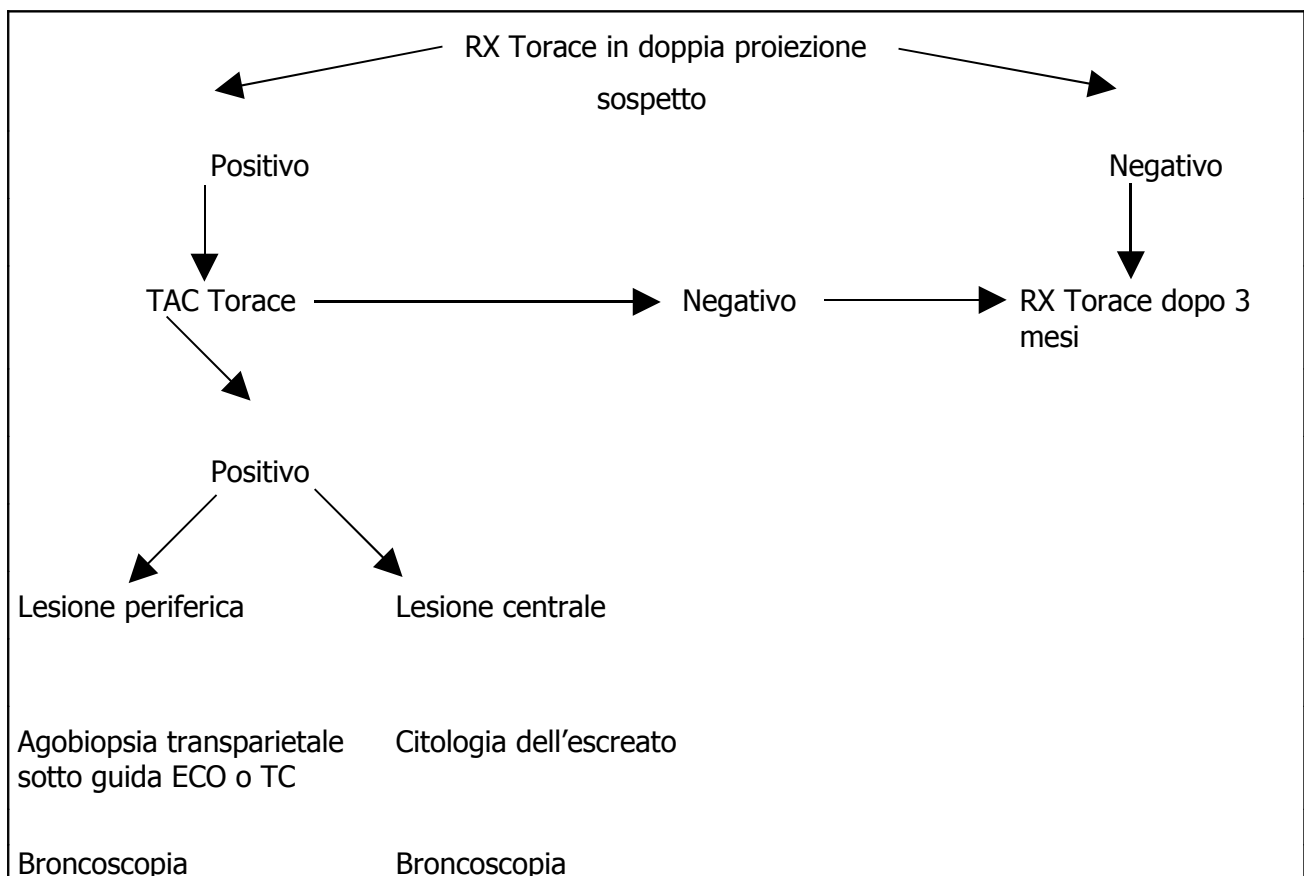 RX Torace in doppia proiezione
sospetto
Positivo
Negativo
TAC Torace
Negativo
RX Torace dopo 3
mesi
Positivo
Lesione periferica
Lesione centrale
Agobiopsia transparietale
sotto guida ECO o TC
Citologia dell’escreato
Broncoscopia
Broncoscopia